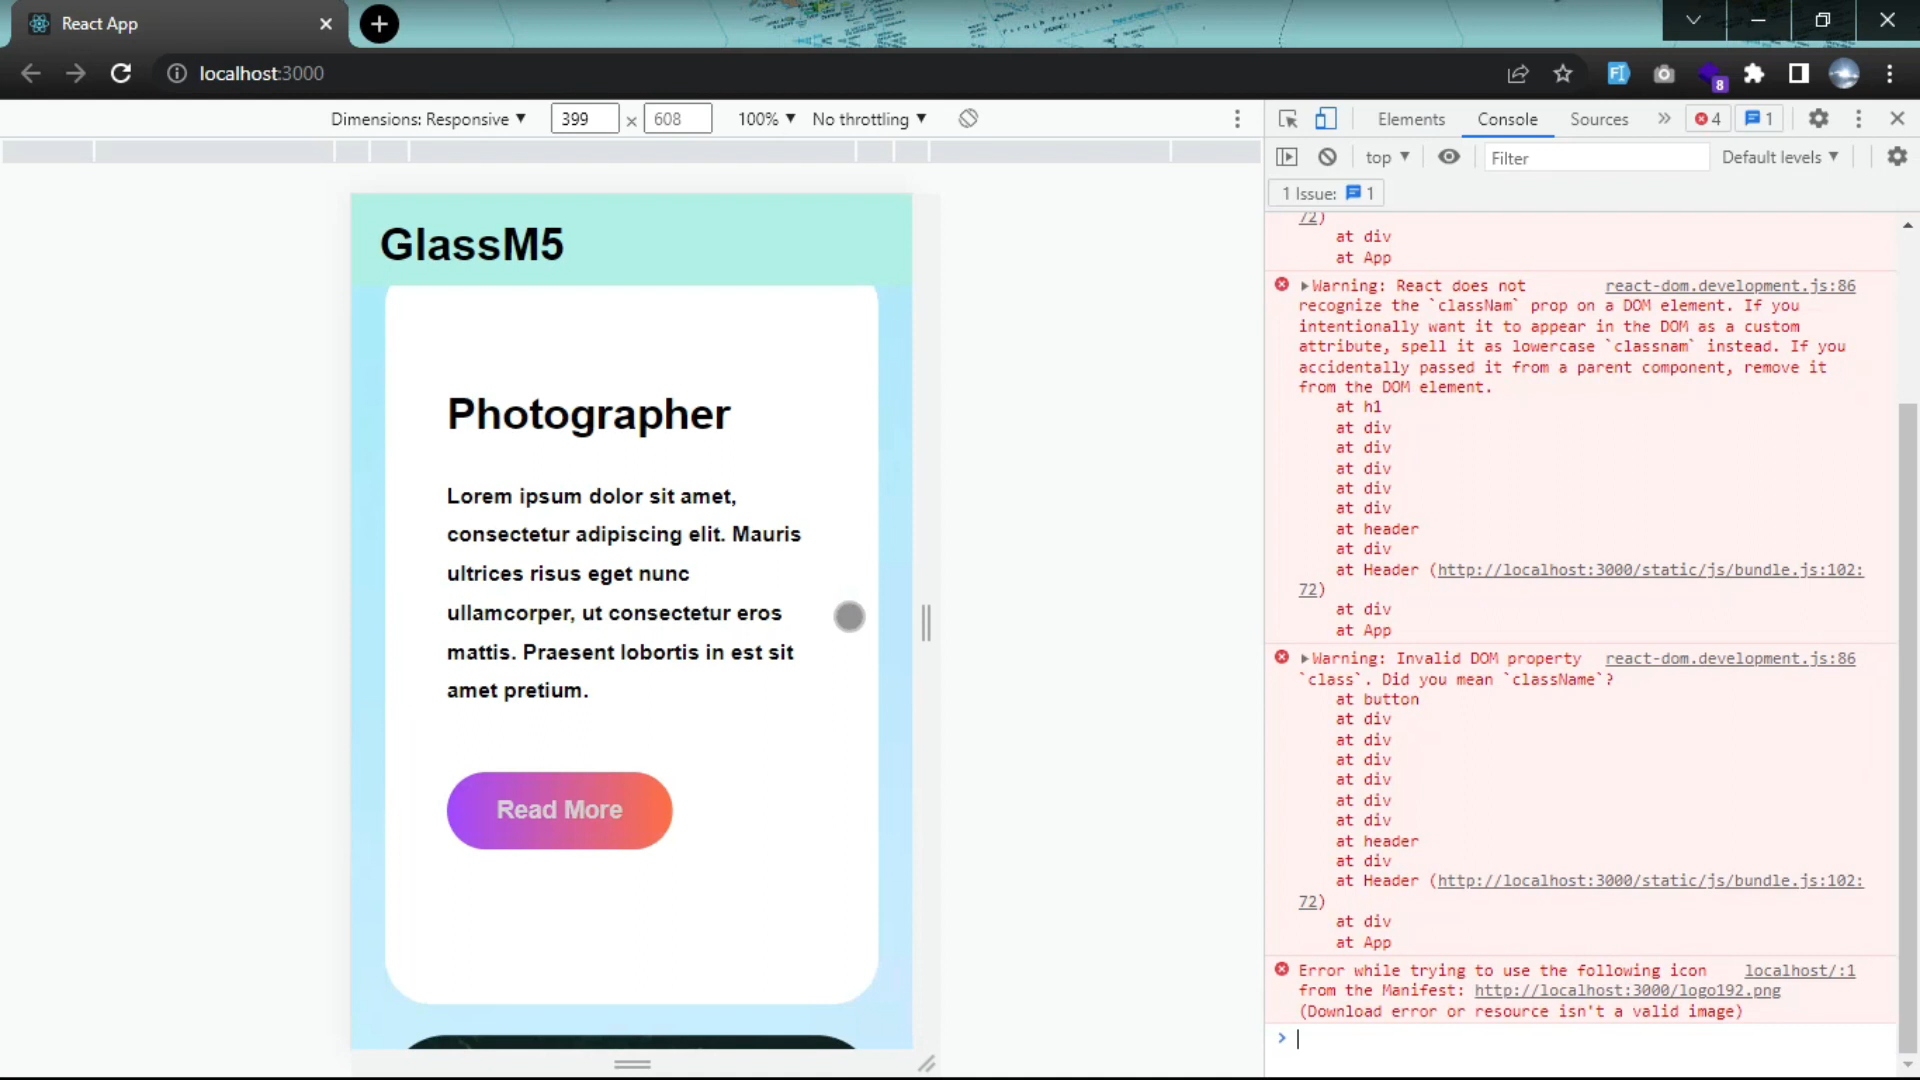 React App
localhost:3000
8
Dimensions: Responsive 399 × 608 100% No throttling
Elements Console Sources » 4 1
top Filter Default levels
1 Issue: 1
GlassM5
Photographer
Lorem ipsum dolor sit amet,
consectetur adipiscing elit. Mauris
ultrices risus eget nunc
ullamcorper, ut consectetur eros
mattis. Praesent lobortis in est sit
amet pretium.
Read More
72)
at div
at App
Warning: React does not react-dom.development.js:86
recognize the `classNam` prop on a DOM element. If you
intentionally want it to appear in the DOM as a custom
attribute, spell it as lowercase `classnam` instead. If you
accidentally passed it from a parent component, remove it
from the DOM element.
at h1
at div
at div
at div
at div
at div
at header
at div
at Header (http://localhost:3000/static/js/bundle.js:102:
72)
at div
at App
Warning: Invalid DOM property react-dom.development.js:86
`class`. Did you mean `className`?
at button
at div
at div
at div
at div
at div
at div
at header
at div
at Header (http://localhost:3000/static/js/bundle.js:102:
72)
at div
at App
Error while trying to use the following icon localhost/:1
from the Manifest: http://localhost:3000/logo192.png
(Download error or resource isn't a valid image)